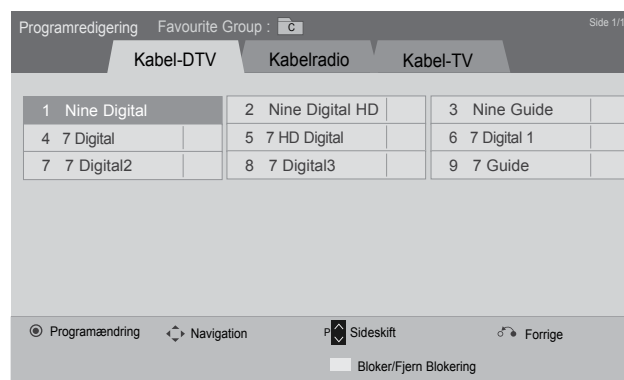 Programredigering Favourite Group : C Side 1/1
Kabel-DTV Kabelradio Kabel-TV
1 Nine Digital 2 Nine Digital HD 3 Nine Guide
4 7 Digital 5 7 HD Digital 6 7 Digital 1
7 7 Digital2 8 7 Digital3 9 7 Guide
Programændring Navigation P Sideskift Forrige
Bloker/Fjern Blokering